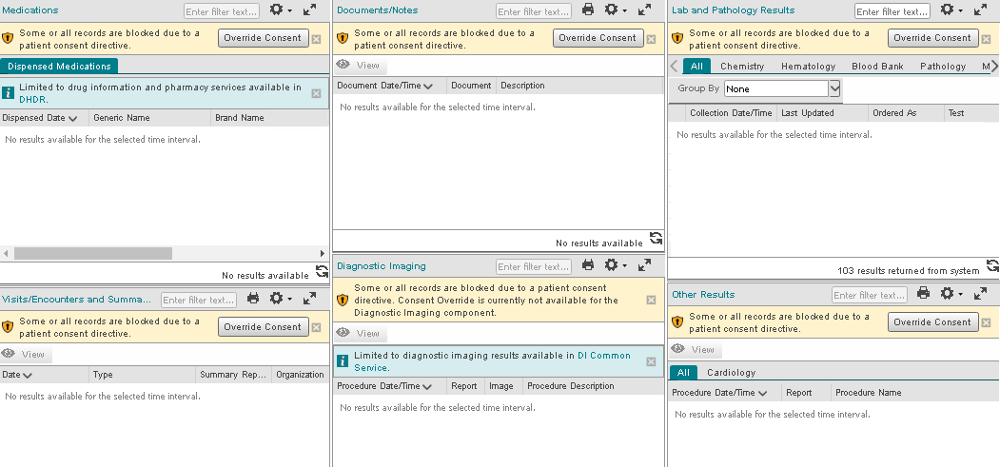 Medications
Enter filter text...
Some or all records are blocked due to a
patient consent directive.
Override Consent
Dispensed Medications
Limited to drug information and pharmacy services available in
DHDR.
Dispensed Date Generic Name Brand Name
No results available for the selected time interval.
No results available
Visits/Encounters and Summa...
Enter filter text...
Some or all records are blocked due to a
patient consent directive.
Override Consent
View
Date Type Summary Rep... Organization
No results available for the selected time interval.
Documents/Notes
Enter filter text...
Some or all records are blocked due to a
patient consent directive.
Override Consent
View
Document Date/Time Document Description
No results available for the selected time interval.
No results available
Diagnostic Imaging
Enter filter text...
Some or all records are blocked due to a patient consent
directive. Consent Override is currently not available for the
Diagnostic Imaging component.
View
Limited to diagnostic imaging results available in DI Common
Service.
Procedure Date/Time Report Image Procedure Description
No results available for the selected time interval.
Lab and Pathology Results
Enter filter text...
Some or all records are blocked due to a
patient consent directive.
Override Consent
All Chemistry Hematology Blood Bank Pathology M
Group By None
Collection Date/Time Last Updated Ordered As Test
No results available for the selected time interval.
103 results returned from system
Other Results
Enter filter text...
Some or all records are blocked due to a
patient consent directive.
Override Consent
View
All Cardiology
Procedure Date/Time Report Procedure Name
No results available for the selected time interval.